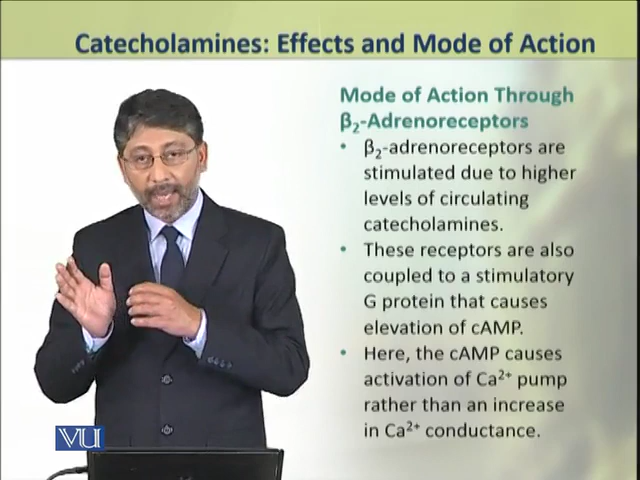 Catecholamines: Effects and Mode of Action
Mode of Action Through
β₂-Adrenoreceptors
• β₂-adrenoreceptors are
stimulated due to higher
levels of circulating
catecholamines.
• These receptors are also
coupled to a stimulatory
G protein that causes
elevation of cAMP.
• Here, the cAMP causes
activation of Ca²⁺ pump
rather than an increase
in Ca²⁺ conductance.
VU